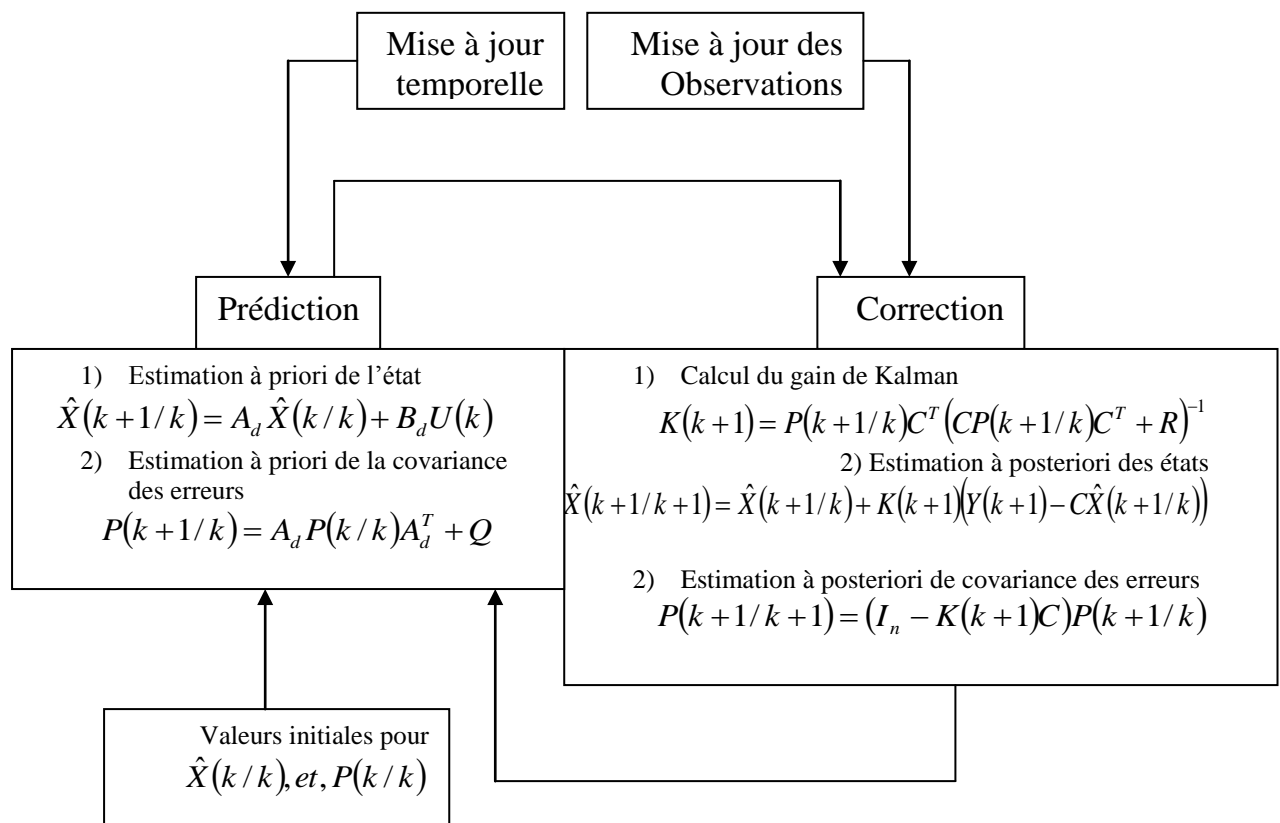 Mise à jour
temporelle
Mise à jour des
Observations
Prédiction
1) Estimation à priori de l’état
X̂(k+1/k) = A_d X̂(k/k) + B_d U(k)
2) Estimation à priori de la covariance
des erreurs
P(k+1/k) = A_d P(k/k)A_d^T + Q
Correction
1) Calcul du gain de Kalman
K(k+1) = P(k+1/k)C^T (CP(k+1/k)C^T + R)^−1
2) Estimation à posteriori des états
X̂(k+1/k+1) = X̂(k+1/k) + K(k+1)(Y(k+1) − CX̂(k+1/k))
2) Estimation à posteriori de covariance des erreurs
P(k+1/k+1) = (I_n − K(k+1)C)P(k+1/k)
Valeurs initiales pour
X̂(k/k), et, P(k/k)